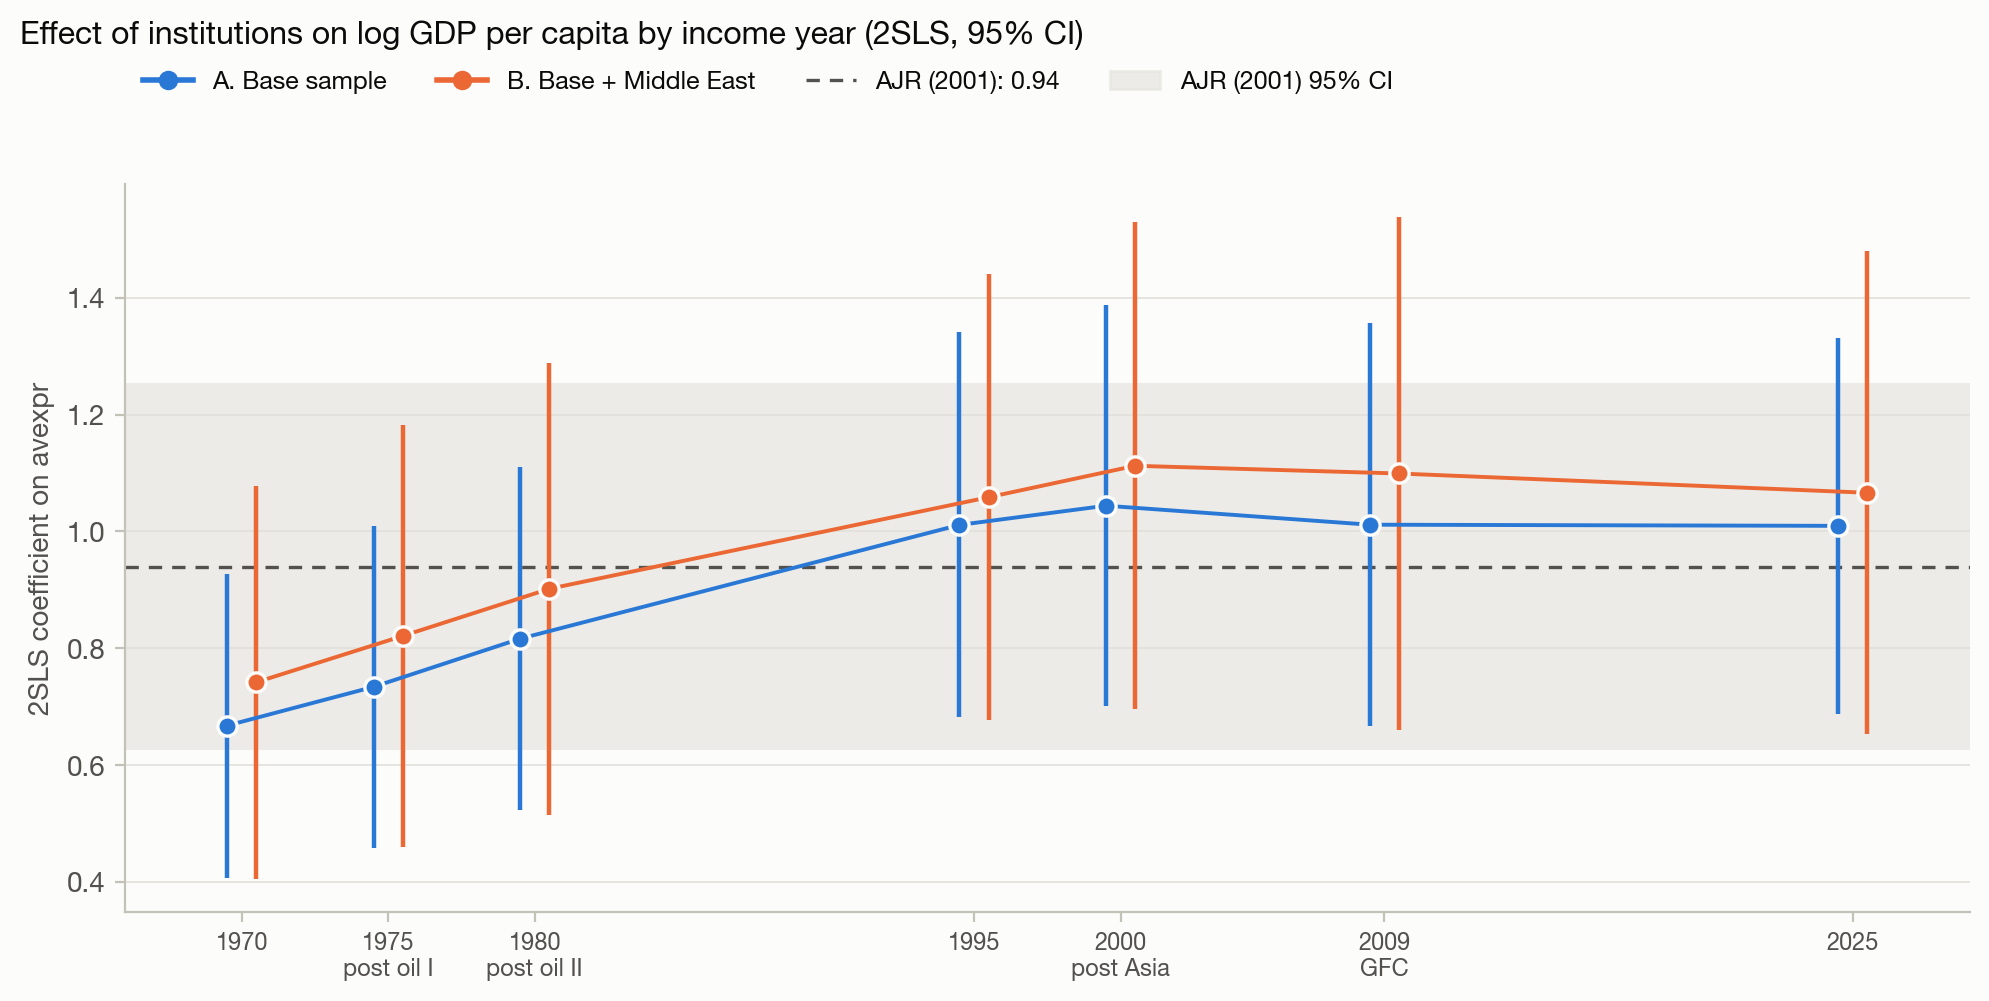 Effect of institutions on log GDP per capita by income year (2SLS, 95% CI)
A. Base sample
B. Base + Middle East
AJR (2001): 0.94
AJR (2001) 95% CI
2SLS coefficient on avexpr
1.4
1.2
1.0
0.8
0.6
0.4
1970
1975
post oil I
1980
post oil II
1995
2000
post Asia
2009
GFC
2025